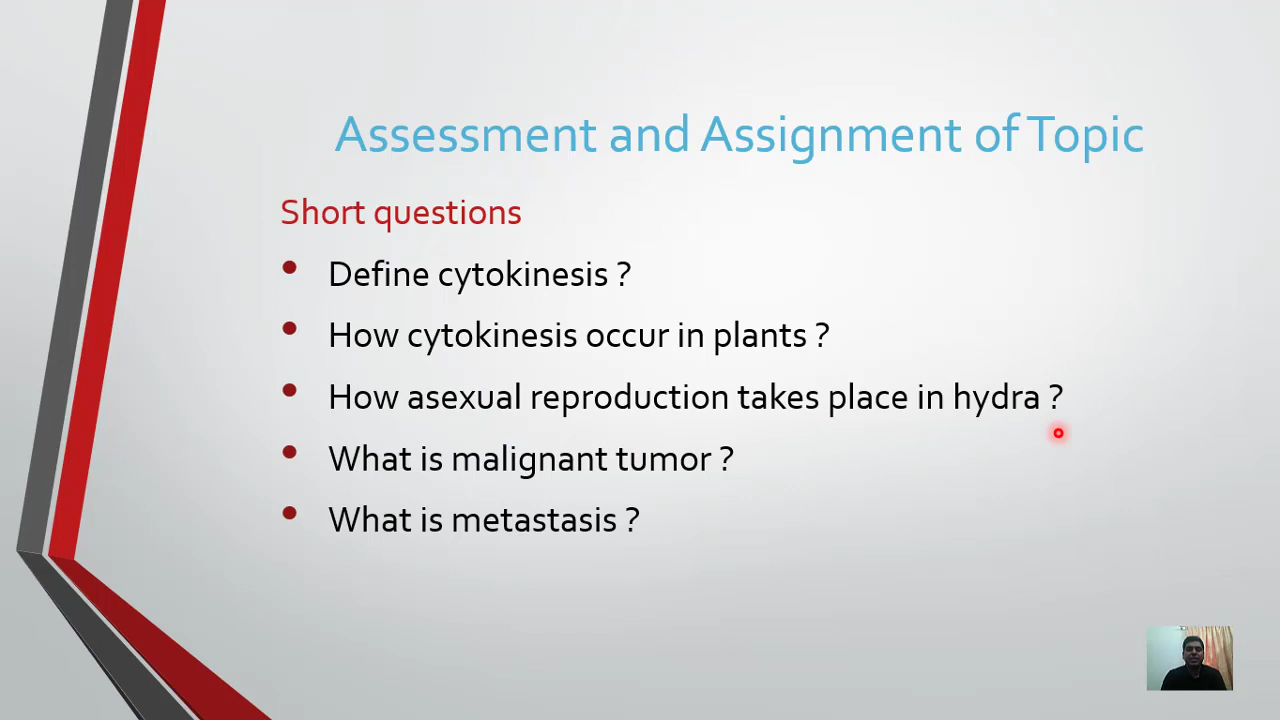 Assessment and Assignment of Topic
Short questions
• Define cytokinesis ?
• How cytokinesis occur in plants ?
• How asexual reproduction takes place in hydra ?
• What is malignant tumor ?
• What is metastasis ?